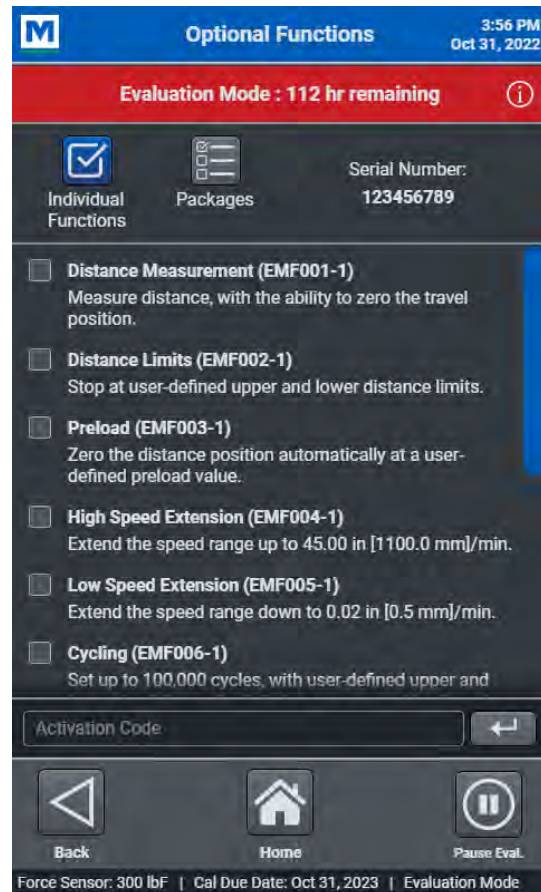 M
Optional Functions
3:56 PM
Oct 31, 2022
Evaluation Mode : 112 hr remaining
i
Individual
Functions
Packages
Serial Number:
123456789
Distance Measurement (EMF001-1)
Measure distance, with the ability to zero the travel
position.
Distance Limits (EMF002-1)
Stop at user-defined upper and lower distance limits.
Preload (EMF003-1)
Zero the distance position automatically at a user-
defined preload value.
High Speed Extension (EMF004-1)
Extend the speed range up to 45.00 in [1100.0 mm]/min.
Low Speed Extension (EMF005-1)
Extend the speed range down to 0.02 in [0.5 mm]/min.
Cycling (EMF006-1)
Set up to 100,000 cycles, with user-defined upper and
Activation Code
Back
Home
Pause Eval.
Force Sensor: 300 lbF | Cal Due Date: Oct 31, 2023 | Evaluation Mode